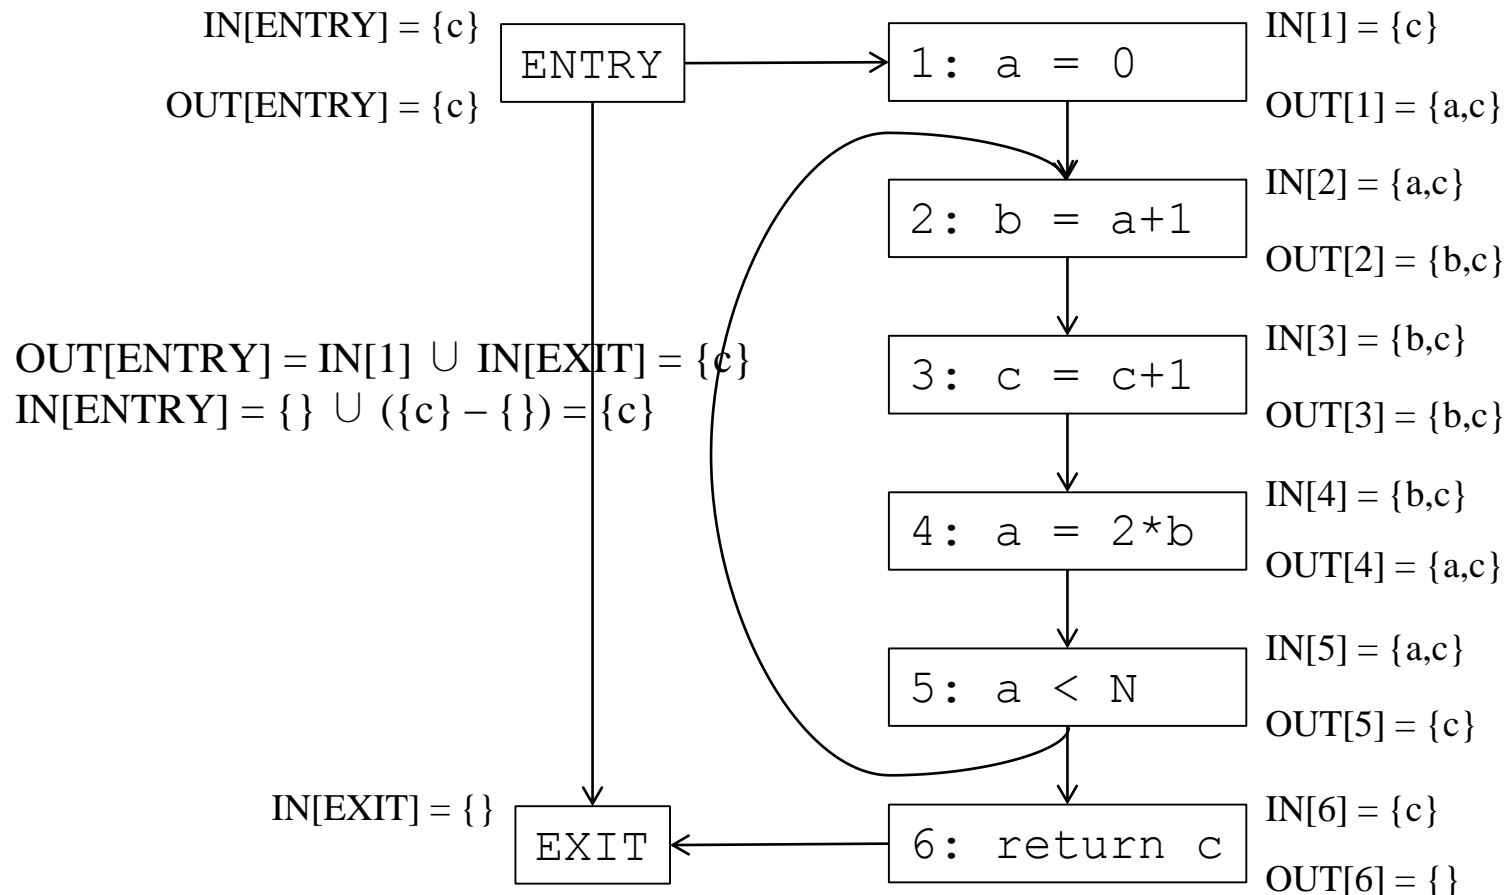 IN[ENTRY] = {c}
ENTRY
OUT[ENTRY] = {c}
IN[1] = {c}
1: a = 0
OUT[1] = {a,c}
IN[2] = {a,c}
2: b = a+1
OUT[2] = {b,c}
OUT[ENTRY] = IN[1] ∪ IN[EXIT] = {c}
IN[ENTRY] = {} ∪ ({c} – {}) = {c}
IN[3] = {b,c}
3: c = c+1
OUT[3] = {b,c}
IN[4] = {b,c}
4: a = 2*b
OUT[4] = {a,c}
IN[5] = {a,c}
5: a < N
OUT[5] = {c}
IN[EXIT] = {}
EXIT
IN[6] = {c}
6: return c
OUT[6] = {}